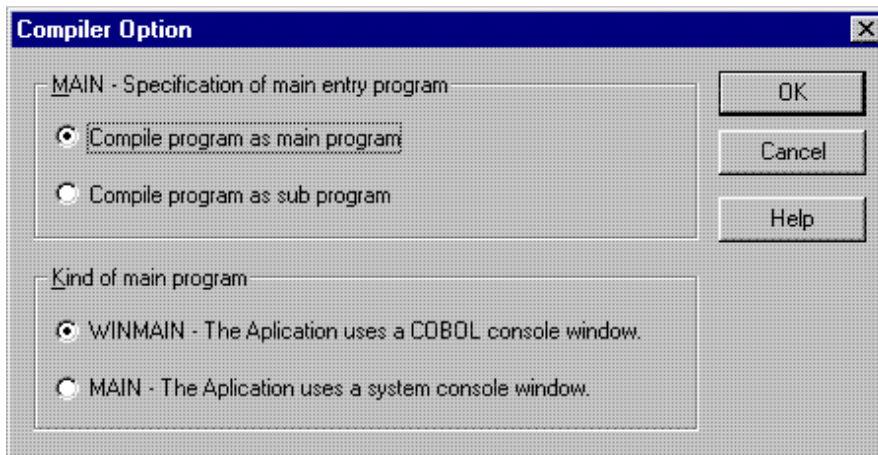 Compiler Option
MAIN - Specification of main entry program
OK
Compile program as main program
Cancel
Compile program as sub program
Help
Kind of main program
WINMAIN - The Aplication uses a COBOL console window.
MAIN - The Aplication uses a system console window.